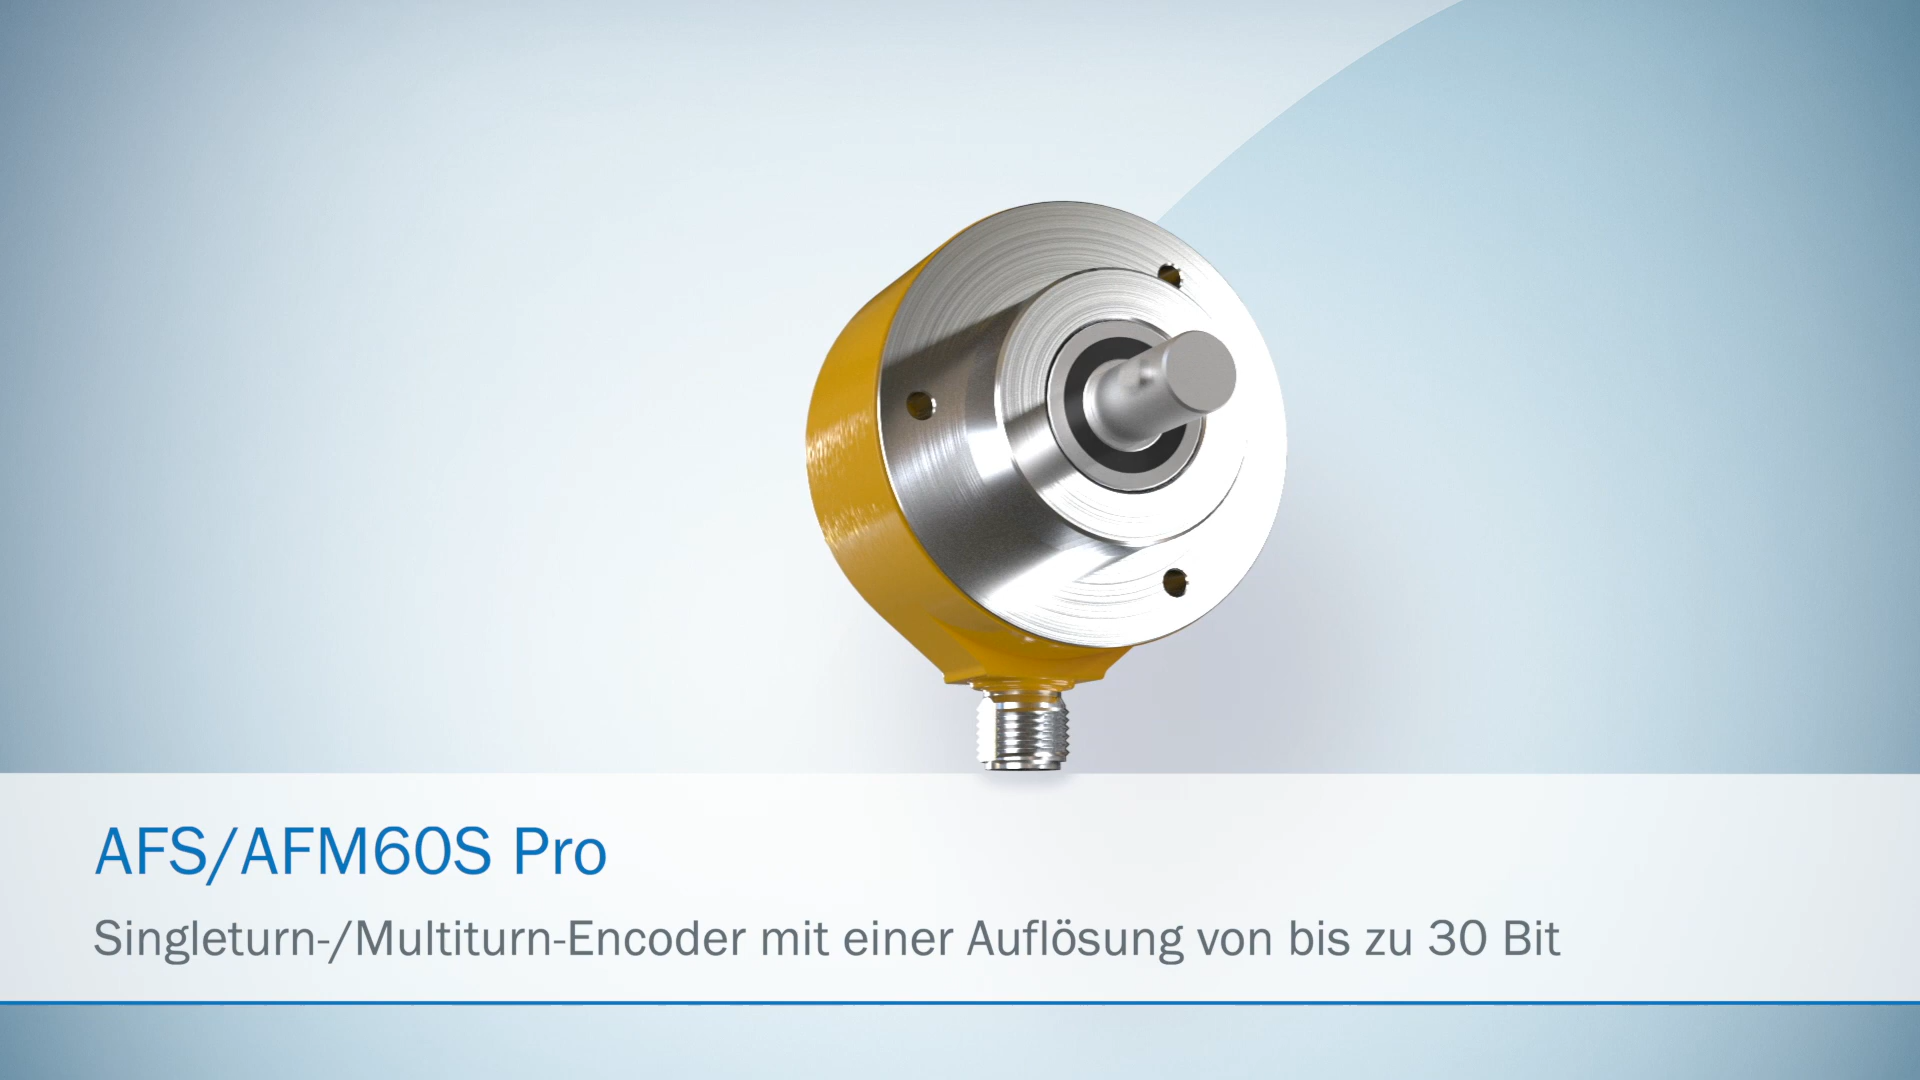 AFS/AFM60S Pro
Singleturn-/Multiturn-Encoder mit einer Auflösung von bis zu 30 Bit